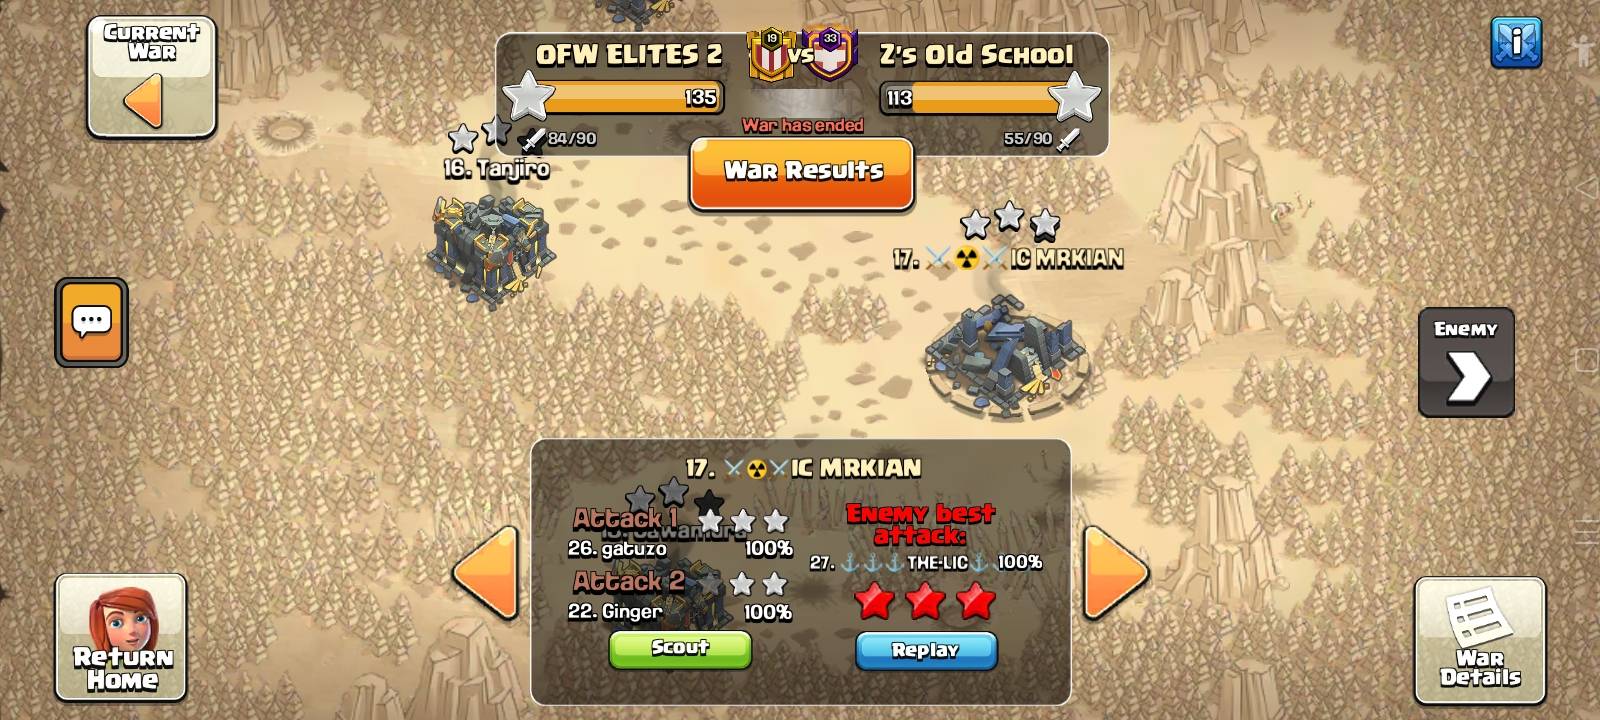 Current
War
OFW ELITES 2
19
vs
33
Z's Old School
135
113
War has ended
84/90
55/90
16. Tanjiro
War Results
17. ⚔☢⚔IC MRKIAN
Enemy
17. ⚔☢⚔IC MRKIAN
Attack 1
26. gatuzo 100%
Attack 2
22. Ginger 100%
Scout
Enemy best
attack:
27. ⚓⚓⚓THE-LIC⚓ 100%
Replay
Return
Home
War
Details